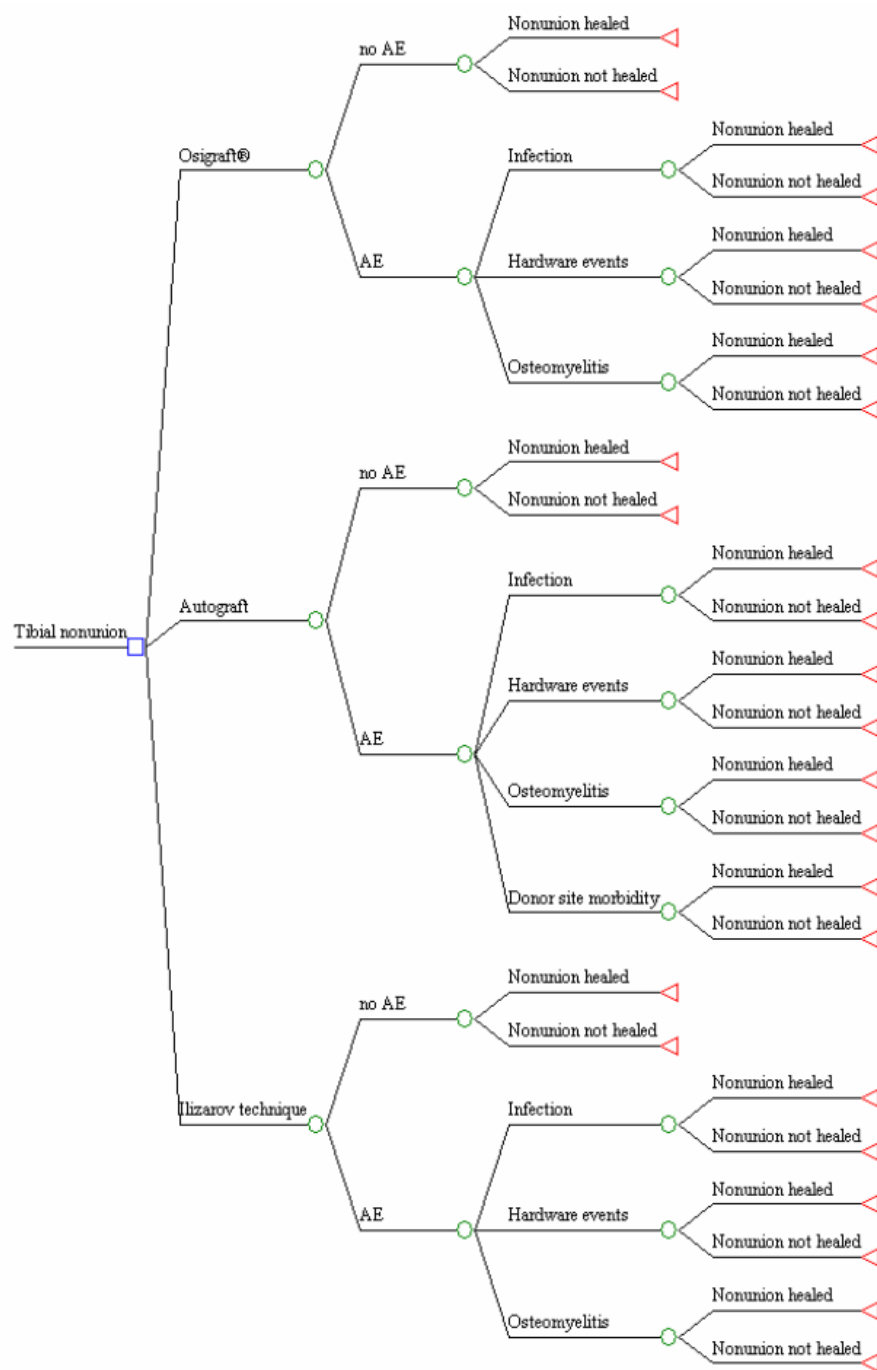 Nonunion healed
no AE
Nonunion not healed
Nonunion healed
Osigraft®
Infection
Nonunion not healed
Nonunion healed
AE
Hardware events
Nonunion not healed
Nonunion healed
Osteomyelitis
Nonunion not healed
Nonunion healed
no AE
Nonunion not healed
Nonunion healed
Infection
Autograft
Nonunion not healed
Tibial nonunion
Nonunion healed
Hardware events
Nonunion not healed
AE
Nonunion healed
Osteomyelitis
Nonunion not healed
Nonunion healed
Donor site morbidity
Nonunion not healed
Nonunion healed
no AE
Nonunion not healed
Nonunion healed
Ilizarov technique
Infection
Nonunion not healed
Nonunion healed
AE
Hardware events
Nonunion not healed
Nonunion healed
Osteomyelitis
Nonunion not healed